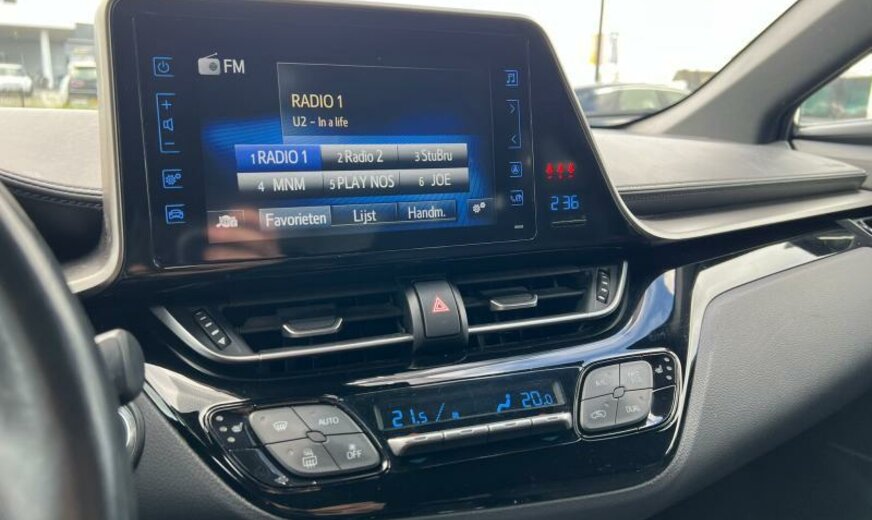 FM
RADIO 1
U2 - In a life
1 RADIO 1 2 Radio 2 3 StuBru
4 MNM 5 PLAY NOS 6 JOE
Favorieten Lijst Handm.
2:36
21.5 20.0
AUTO
OFF
DUAL